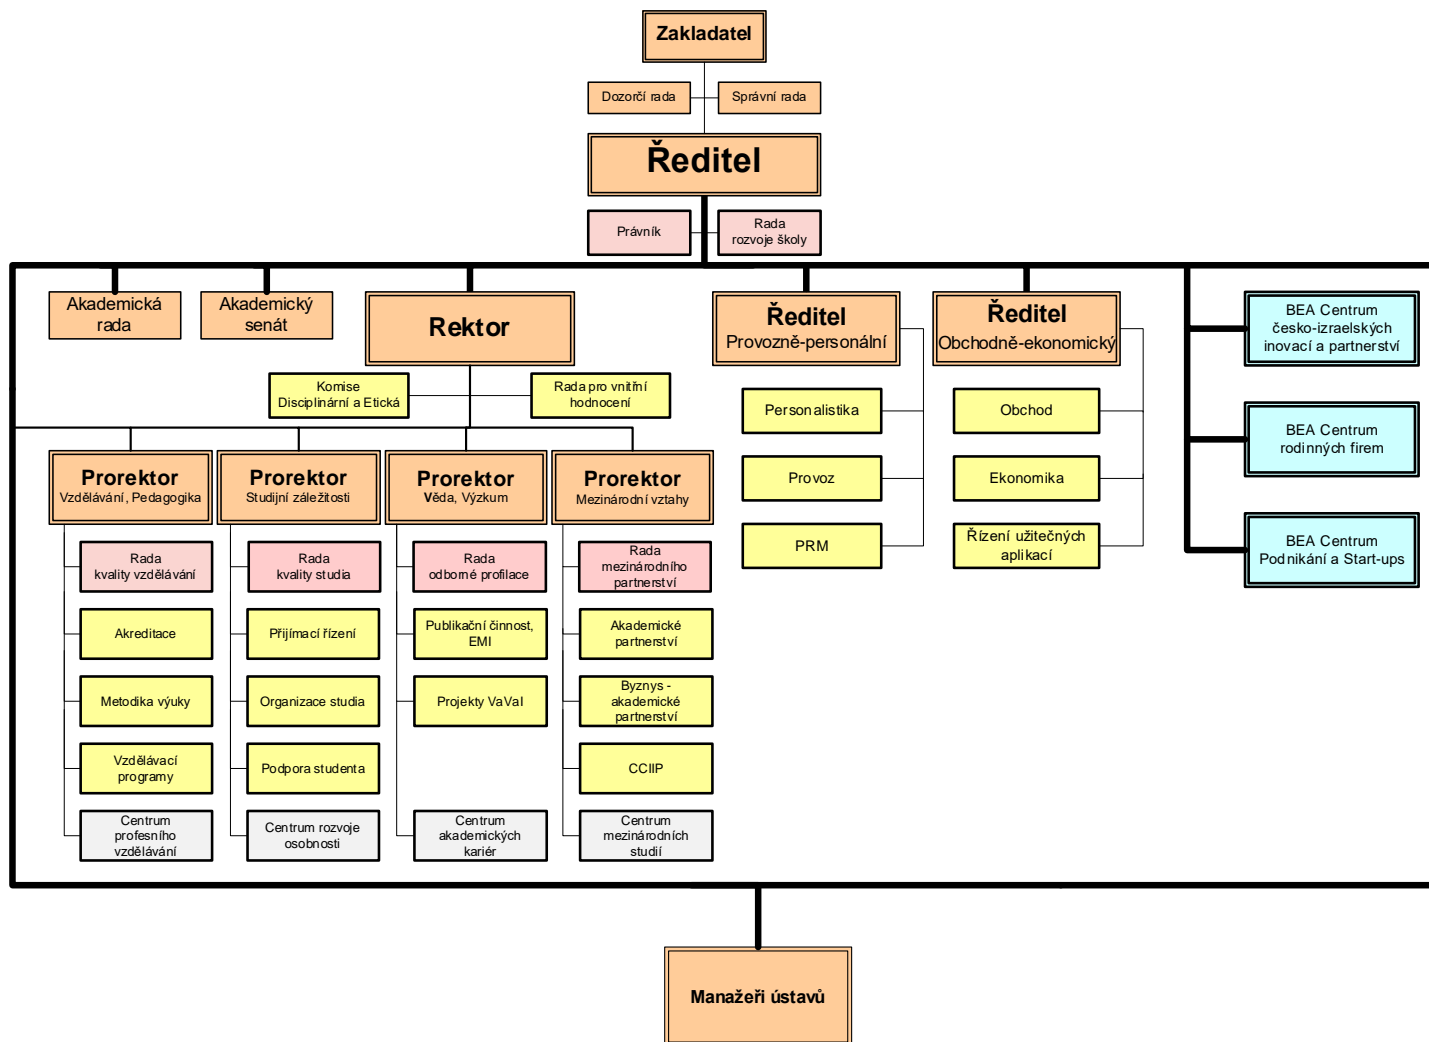 Zakladatel
Dozorčí rada
Správní rada
Ředitel
Právník
Rada
rozvoje školy
Akademická
rada
Akademický
senát
Rektor
Ředitel
Provozně-personální
Ředitel
Obchodně-ekonomický
BEA Centrum
česko-izraelských
inovací a partnerství
Komise
Disciplinární a Etická
Rada pro vnitřní
hodnocení
Personalistika
Obchod
BEA Centrum
rodinných firem
Prorektor
Vzdělávání, Pedagogika
Prorektor
Studijní záležitosti
Prorektor
Věda, Výzkum
Prorektor
Mezinárodní vztahy
Provoz
Ekonomika
PRM
Řízení užitečných
aplikací
BEA Centrum
Podnikání a Start-ups
Rada
kvality vzdělávání
Rada
kvality studia
Rada
odborné profilace
Rada
mezinárodního
partnerství
Akreditace
Přijímací řízení
Publikační činnost,
EMI
Akademické
partnerství
Metodika výuky
Organizace studia
Projekty VaVaI
Byznys -
akademické
partnerství
Vzdělávací
programy
Podpora studenta
CCIIP
Centrum
profesního
vzdělávání
Centrum rozvoje
osobnosti
Centrum
akademických
kariér
Centrum
mezinárodních
studií
Manažeři ústavů